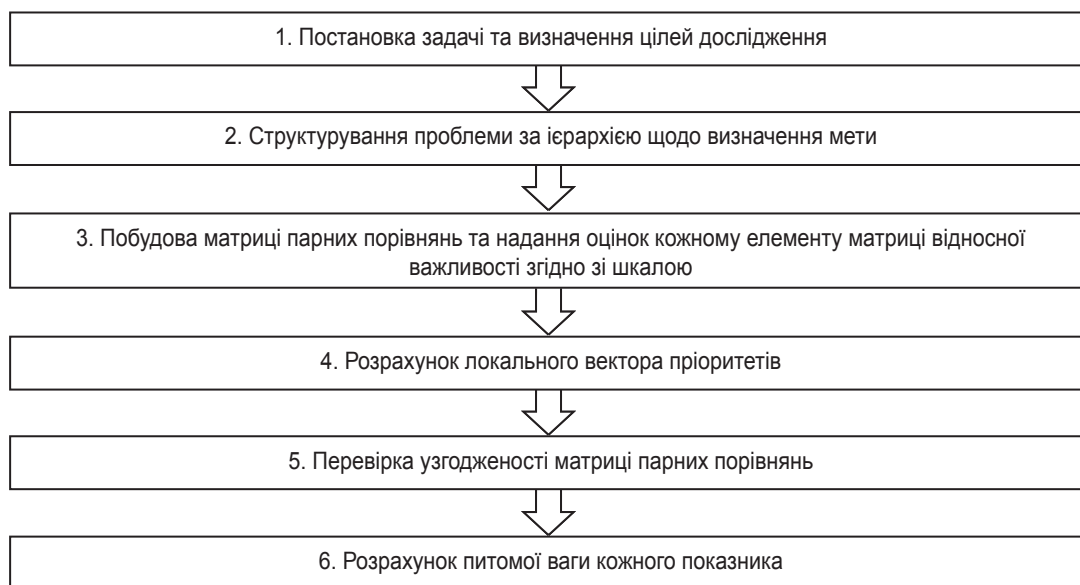 1. Постановка задачі та визначення цілей дослідження
2. Структурування проблеми за ієрархією щодо визначення мети
3. Побудова матриці парних порівнянь та надання оцінок кожному елементу матриці відносної
важливості згідно зі шкалою
4. Розрахунок локального вектора пріоритетів
5. Перевірка узгодженості матриці парних порівнянь
6. Розрахунок питомої ваги кожного показника